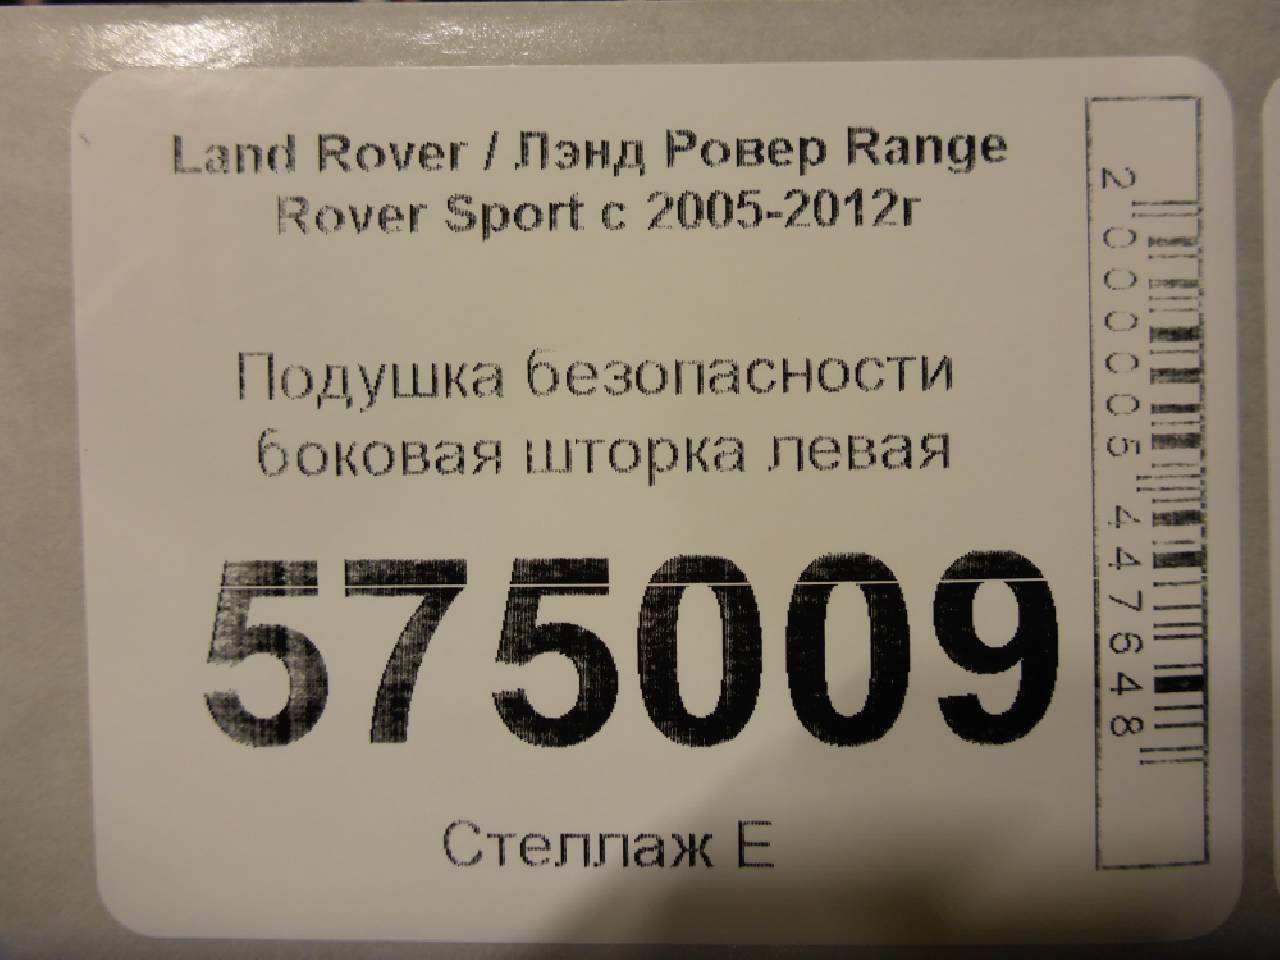 Land Rover / Лэнд Ровер Range
Rover Sport с 2005-2012г
Подушка безопасности
боковая шторка левая
575009
Стеллаж Е
2000005447648